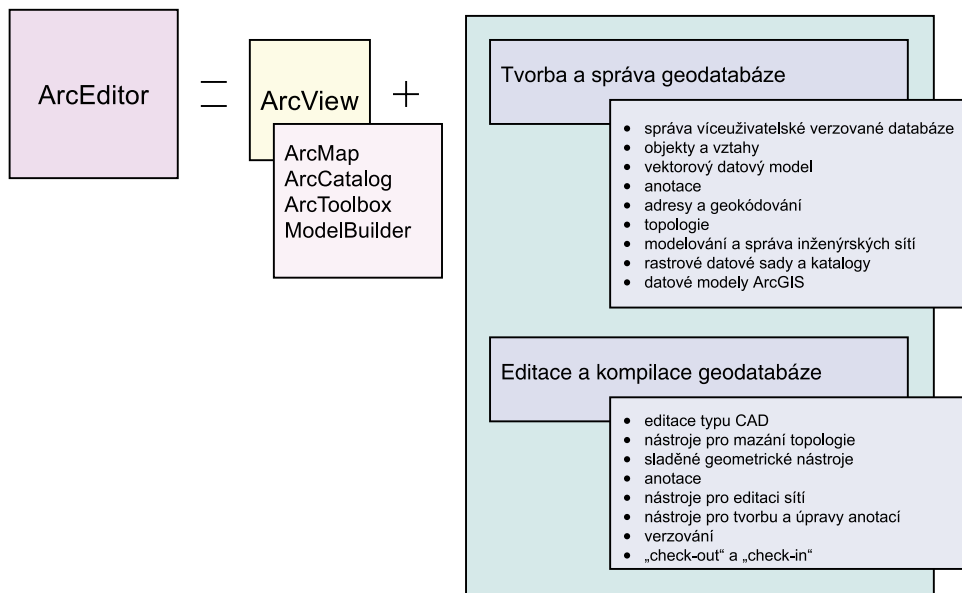 ArcEditor
=
ArcView
+
ArcMap
ArcCatalog
ArcToolbox
ModelBuilder
Tvorba a správa geodatabáze
• správa víceuživatelské verzované databáze
• objekty a vztahy
• vektorový datový model
• anotace
• adresy a geokódování
• topologie
• modelování a správa inženýrských sítí
• rastrové datové sady a katalogy
• datové modely ArcGIS
Editace a kompilace geodatabáze
• editace typu CAD
• nástroje pro mazání topologie
• sladěné geometrické nástroje
• anotace
• nástroje pro editaci sítí
• nástroje pro tvorbu a úpravy anotací
• verzování
• „check-out“ a „check-in“